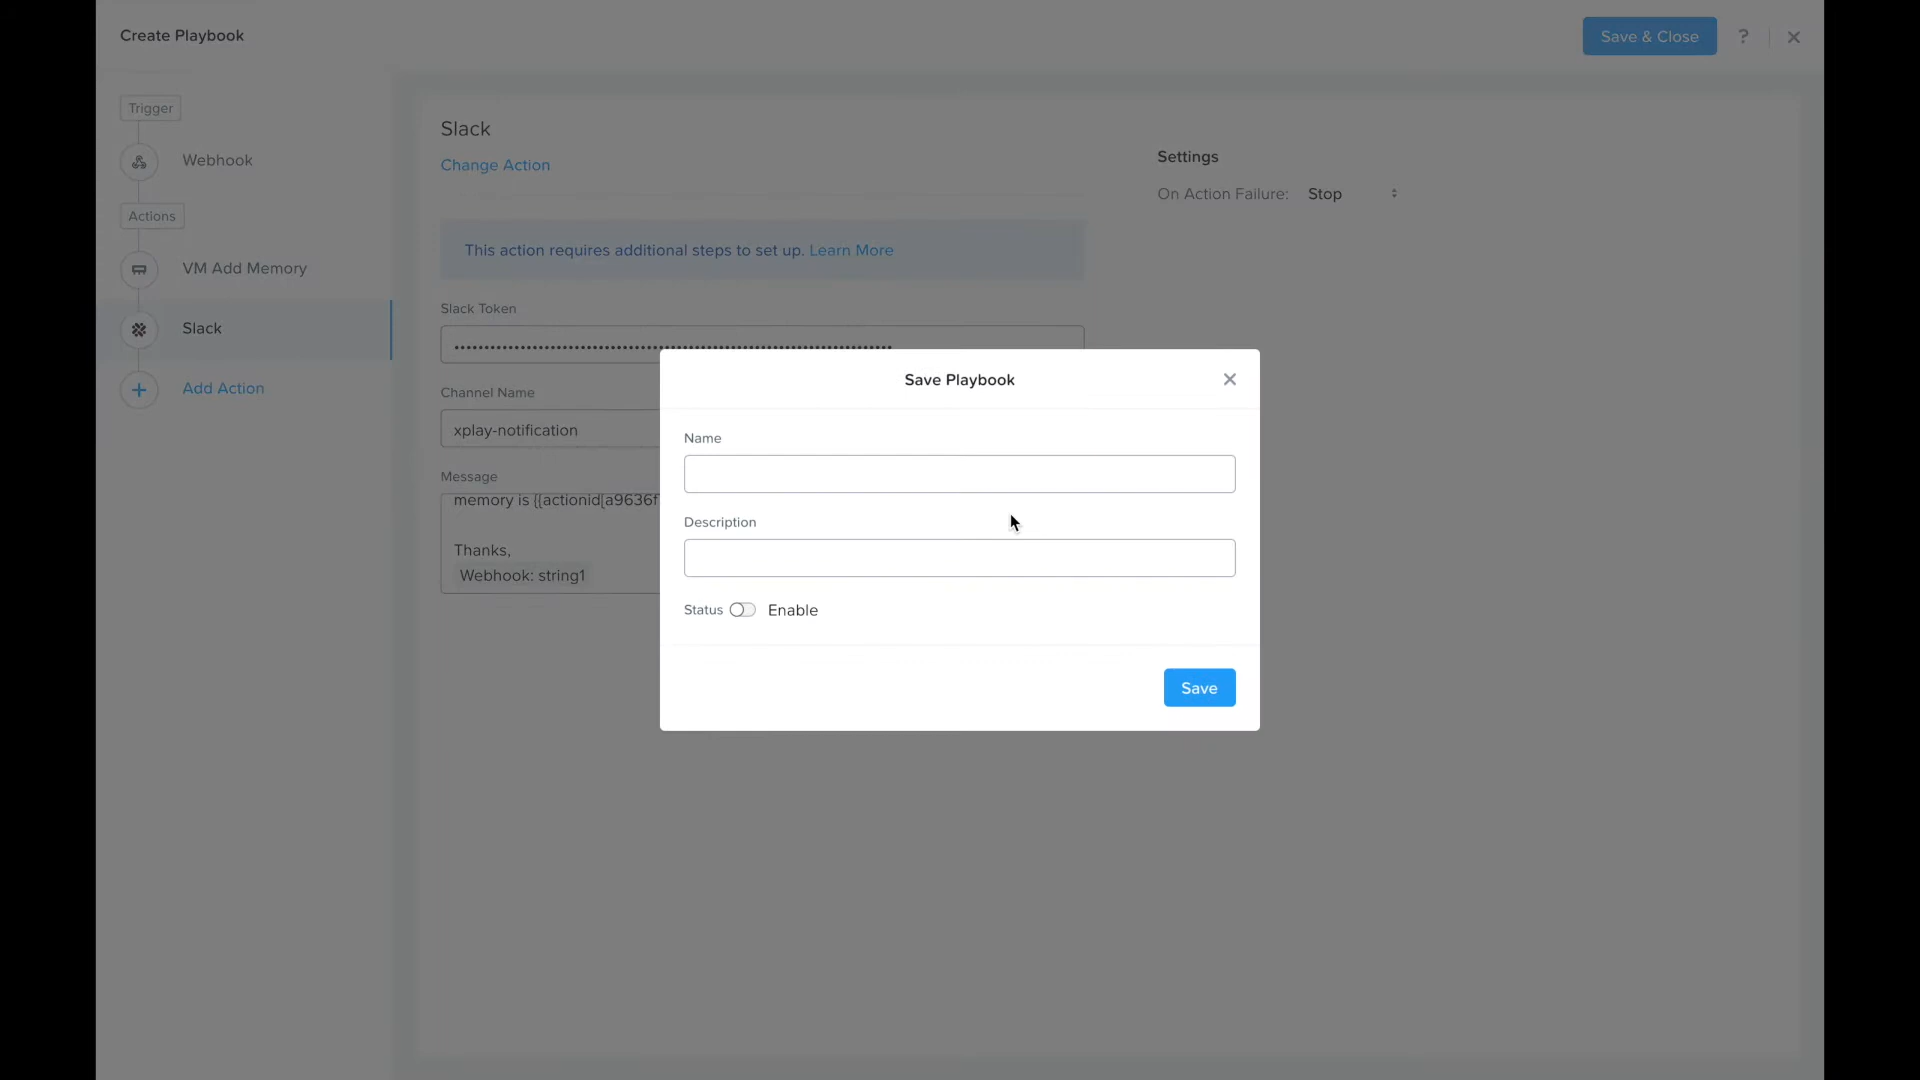 Create Playbook
Save & Close
?
Trigger
Webhook
Actions
VM Add Memory
Slack
Add Action
Slack
Change Action
This action requires additional steps to set up. Learn More
Slack Token
Channel Name
xplay-notification
Message
memory is {{actionid[a9636f
Thanks,
Webhook: string1
Settings
On Action Failure: Stop
Save Playbook
Name
Description
Status Enable
Save